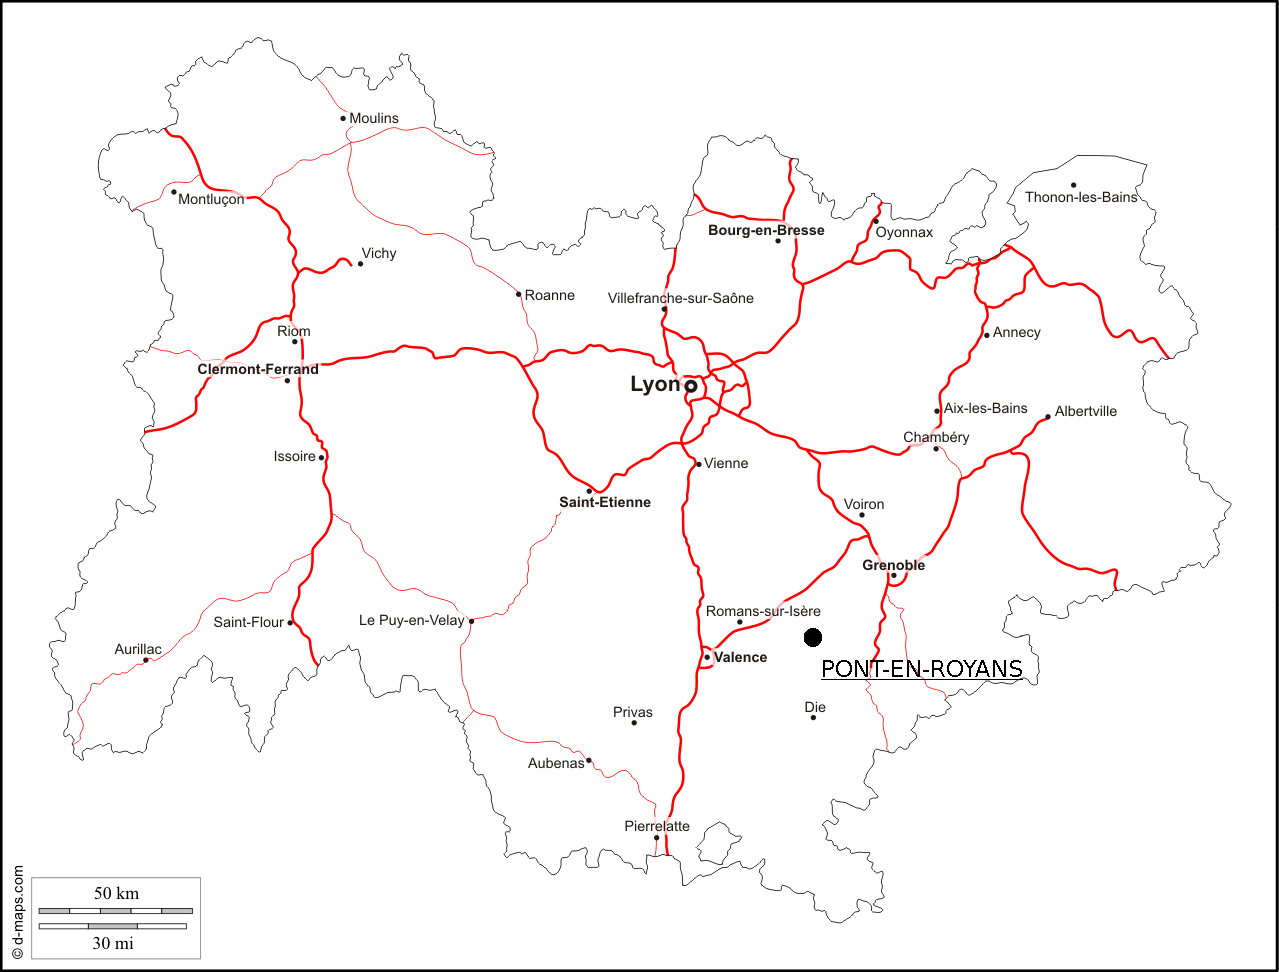 Moulins
Montluçon
Thonon-les-Bains
Bourg-en-Bresse
Oyonnax
Vichy
Roanne
Villefranche-sur-Saône
Riom
Annecy
Clermont-Ferrand
Lyon
Aix-les-Bains
Albertville
Chambéry
Issoire
Vienne
Saint-Etienne
Voiron
Grenoble
Romans-sur-Isère
Saint-Flour
Le Puy-en-Velay
Aurillac
Valence
PONT-EN-ROYANS
Privas
Die
Aubenas
Pierrelatte
50 km
30 mi
© d-maps.com